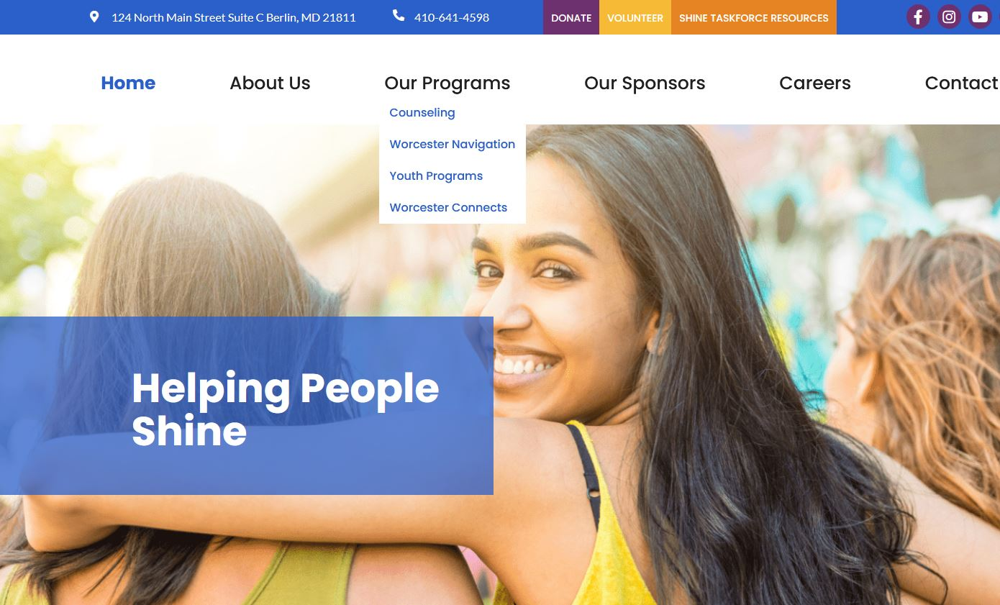 124 North Main Street Suite C Berlin, MD 21811
410-641-4598
DONATE
VOLUNTEER
SHINE TASKFORCE RESOURCES
Home
About Us
Our Programs
Our Sponsors
Careers
Contact
Counseling
Worcester Navigation
Youth Programs
Worcester Connects
Helping People
Shine